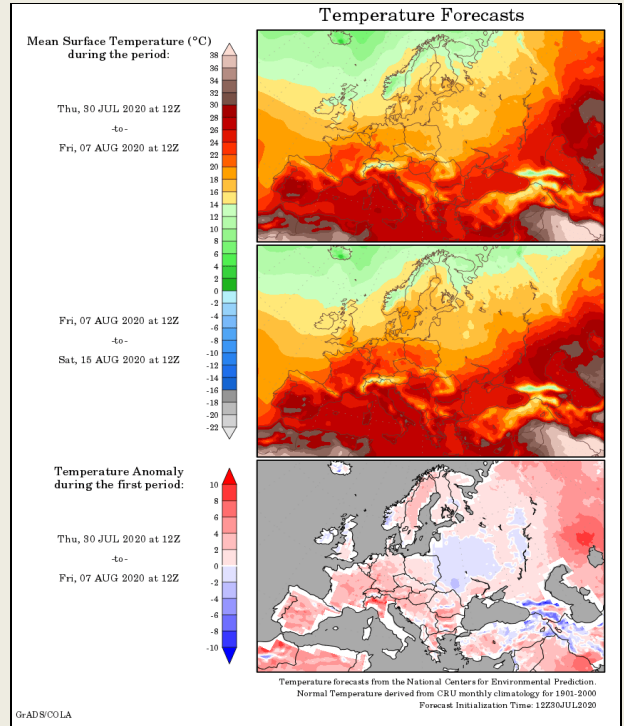 Temperature Forecasts
Mean Surface Temperature (°C)
during the period:
Thu, 30 JUL 2020 at 12Z
-to-
Fri, 07 AUG 2020 at 12Z
38
36
34
32
30
28
26
24
22
20
18
16
14
12
10
8
6
4
2
0
-2
-4
-6
-8
-10
-12
-14
-16
-18
-20
-22
Fri, 07 AUG 2020 at 12Z
-to-
Sat, 15 AUG 2020 at 12Z
Temperature Anomaly
during the first period:
Thu, 30 JUL 2020 at 12Z
-to-
Fri, 07 AUG 2020 at 12Z
10
8
6
4
2
0
-2
-4
-6
-8
-10
Temperature forecasts from the National Centers for Environmental Prediction.
Normal Temperature derived from CRU monthly climatology for 1901-2000
Forecast Initialization Time: 12Z30JUL2020
GrADS/COLA